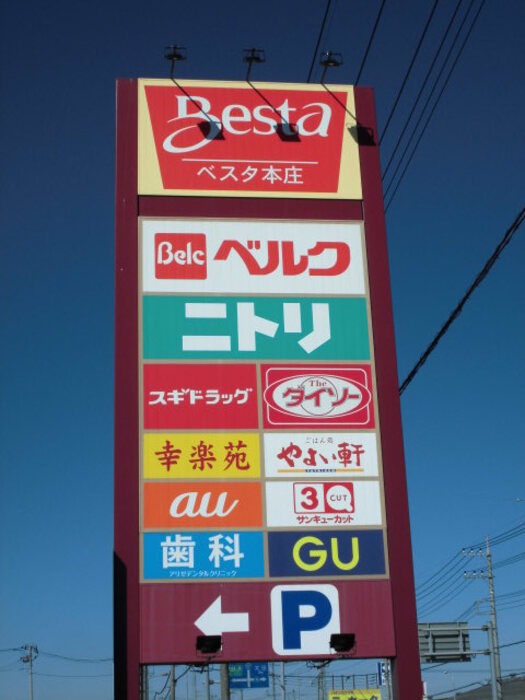 Besta
ベスタ本庄
Belc ベルク
ニトリ
スギドラッグ
The
ダイソー
幸楽苑
ごはん処
やよい軒
YAYOIKEN
au
3Q CUT
サンキューカット
歯科
アリゼデンタルクリニック
GU
← P